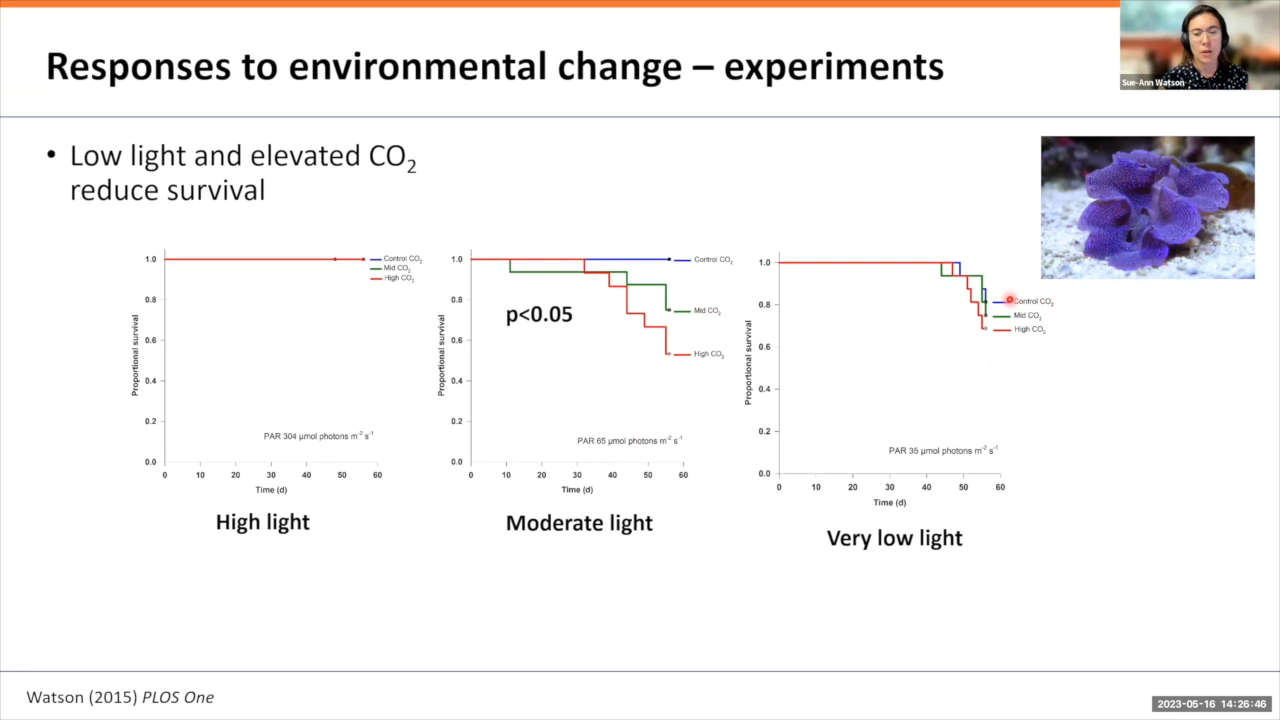 Responses to environmental change – experiments
Sue-Ann Watson
• Low light and elevated CO2
reduce survival
Proportional survival
1.0
0.8
0.6
0.4
0.2
0.0
Control CO2
Mid CO2
High CO2
PAR 304 µmol photons m-2 s-1
0 10 20 30 40 50 60
Time (d)
High light
Proportional survival
1.0
0.8
0.6
0.4
0.2
0.0
p<0.05
Control CO2
Mid CO2
High CO2
PAR 65 µmol photons m-2 s-1
0 10 20 30 40 50 60
Time (d)
Moderate light
Proportional survival
1.0
0.8
0.6
0.4
0.2
0.0
Control CO2
Mid CO2
High CO2
PAR 35 µmol photons m-2 s-1
0 10 20 30 40 50 60
Time (d)
Very low light
Watson (2015) PLOS One
2023-05-16 14:26:46